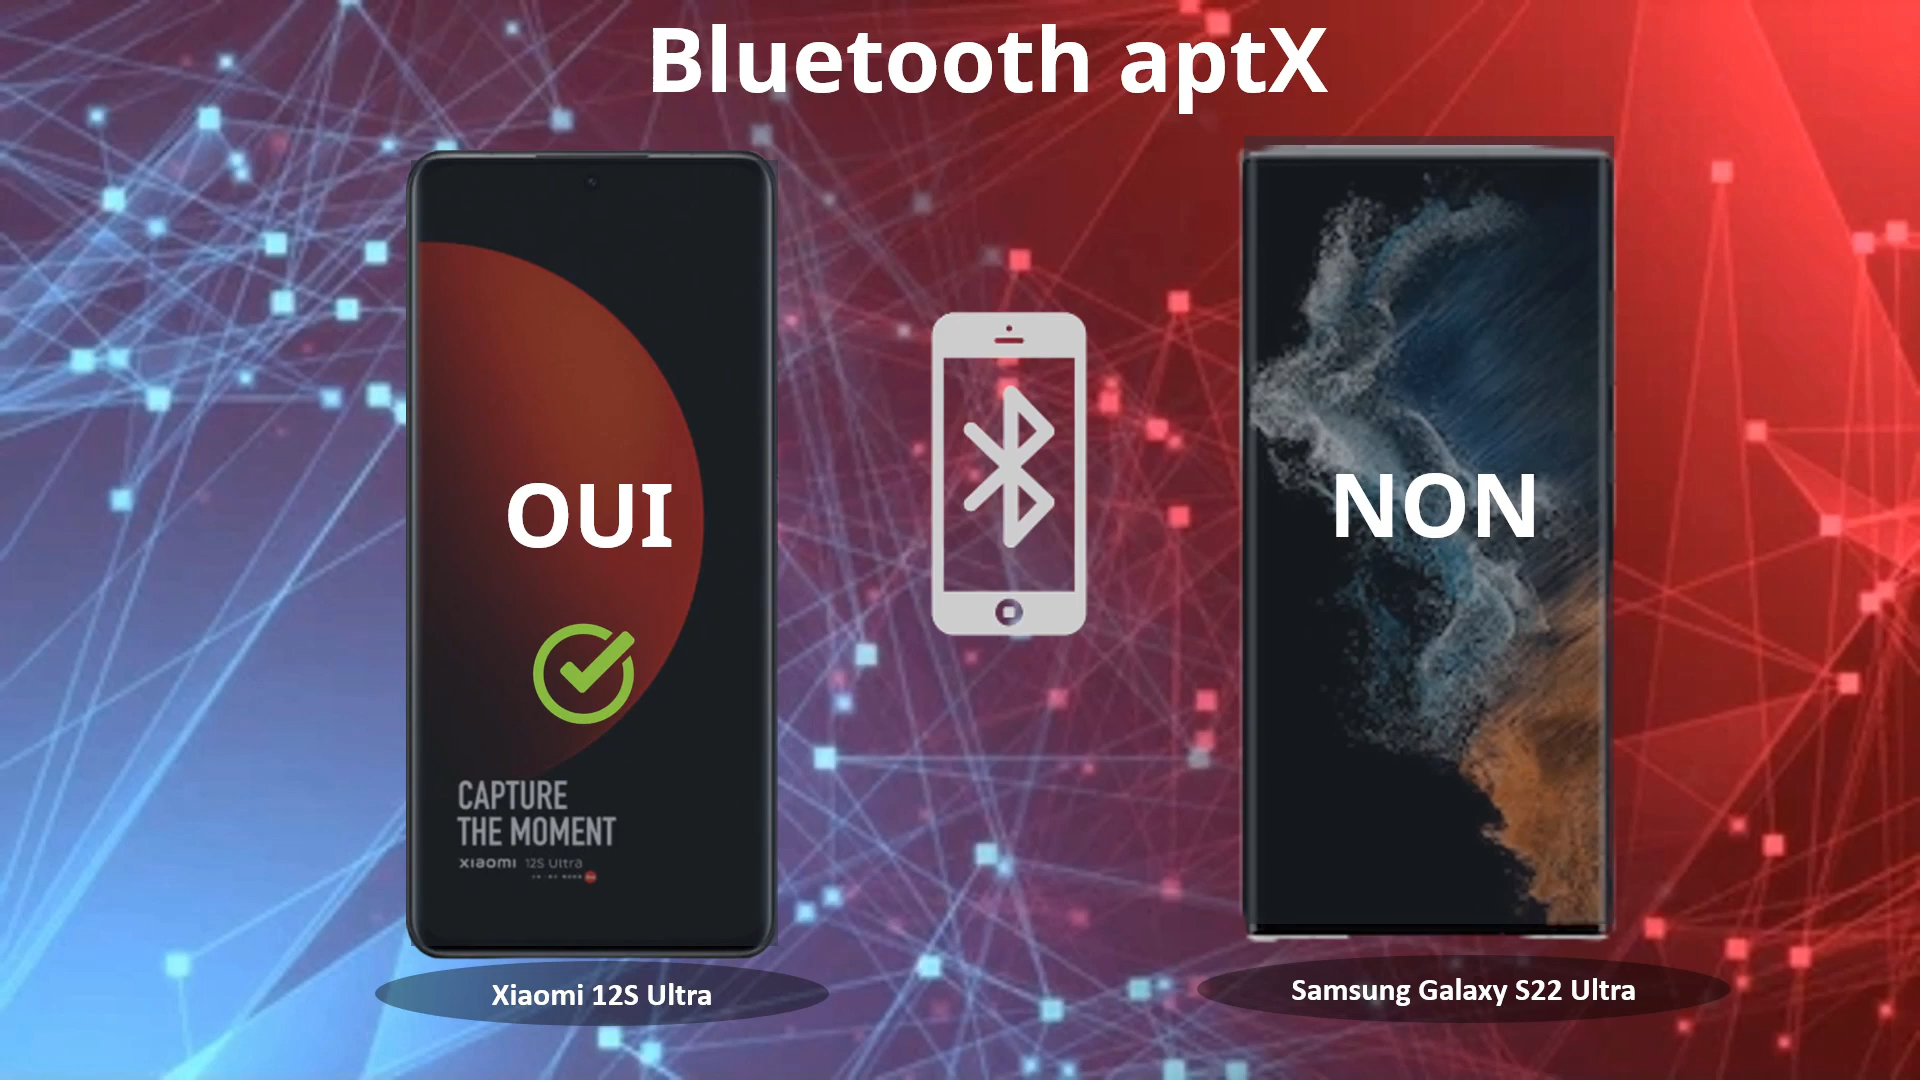 Bluetooth aptX
OUI
NON
CAPTURE
THE MOMENT
XIAOMI 12S Ultra
Xiaomi 12S Ultra
Samsung Galaxy S22 Ultra